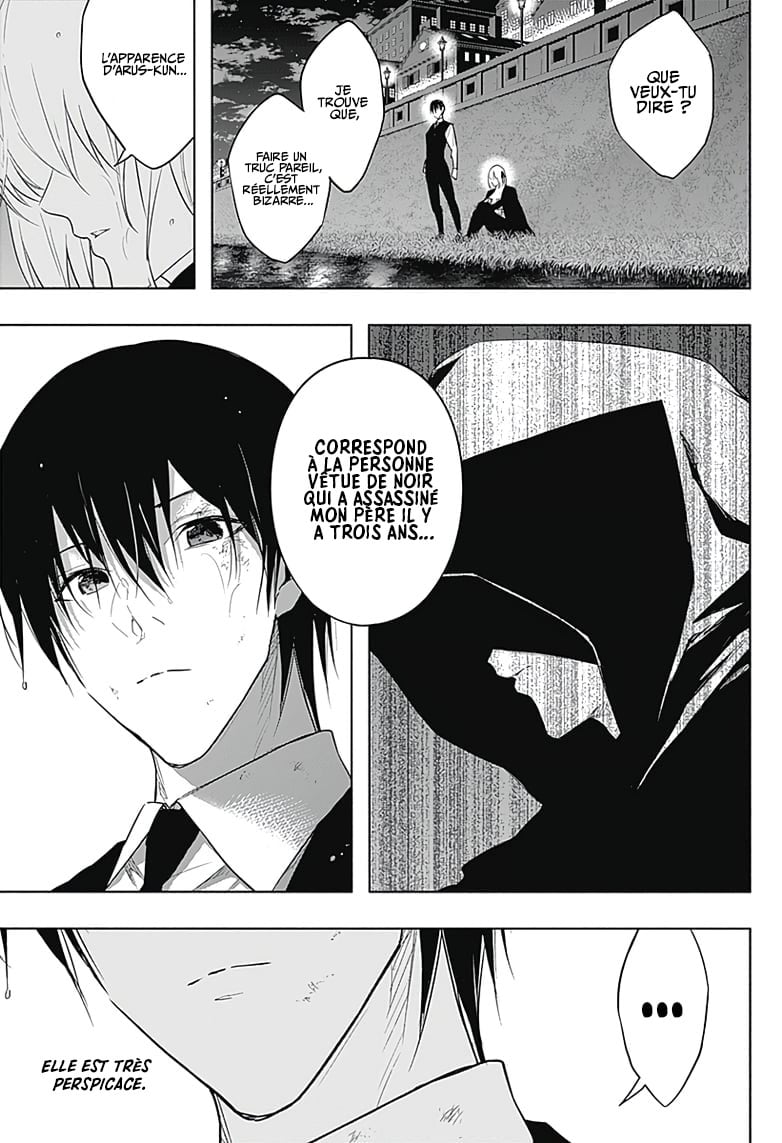 QUE
VEUX-TU
DIRE ?
JE
TROUVE
QUE,
FAIRE UN
TRUC PAREIL,
C'EST
RÉELLEMENT
BIZARRE...
L'APPARENCE
D'ARUS-KUN...
CORRESPOND
À LA PERSONNE
VÊTUE DE NOIR
QUI A ASSASSINÉ
MON PÈRE IL Y
A TROIS ANS...
...
ELLE EST TRÈS
PERSPICACE.